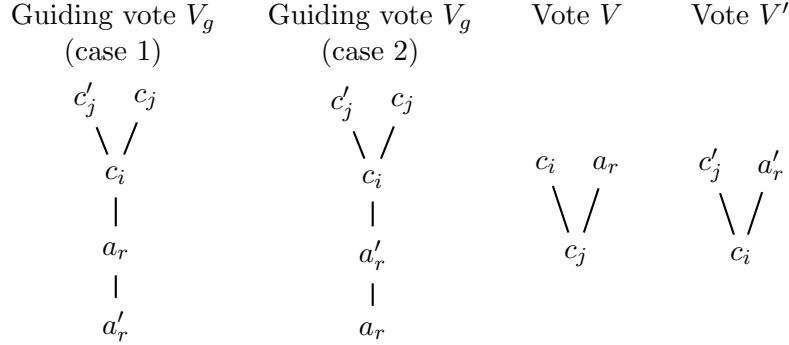 Guiding vote V_g Guiding vote V_g Vote V Vote V′
(case 1) (case 2)
c′_j c_j c′_j c_j
c_i a_r c′_j a′_r
c_i c_i
a_r a′_r c_j c_i
a′_r a_r